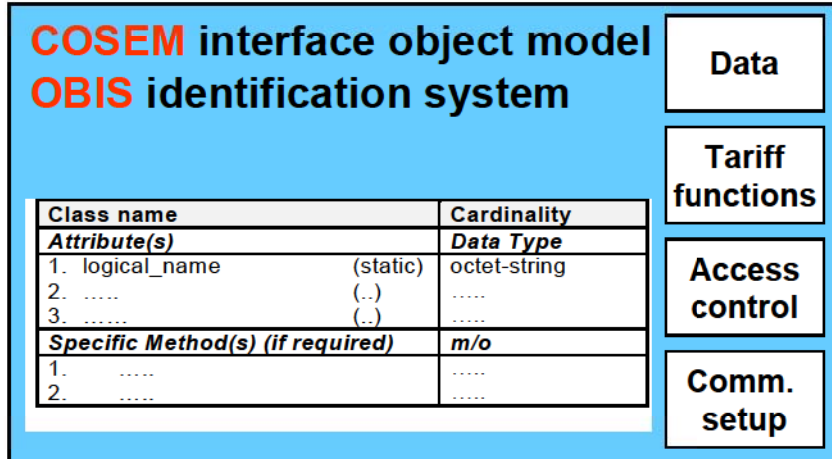 COSEM interface object model
OBIS identification system
Class name Cardinality
Attribute(s) Data Type
1. logical_name (static) octet-string
2. ..... (..) .....
3. ...... (..) .....
Specific Method(s) (if required) m/o
1. ..... .....
2. ..... .....
Data
Tariff
functions
Access
control
Comm.
setup